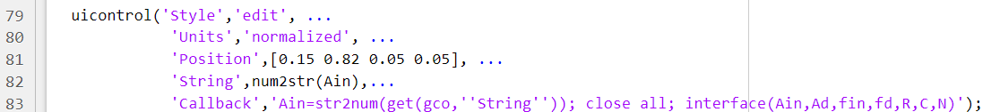 79 uicontrol('Style','edit', ...
80 'Units','normalized', ...
81 'Position',[0.15 0.82 0.05 0.05], ...
82 'String',num2str(Ain),...
83 'Callback','Ain=str2num(get(gco,''String'')); close all; interface(Ain,Ad,fin,fd,R,C,N)');